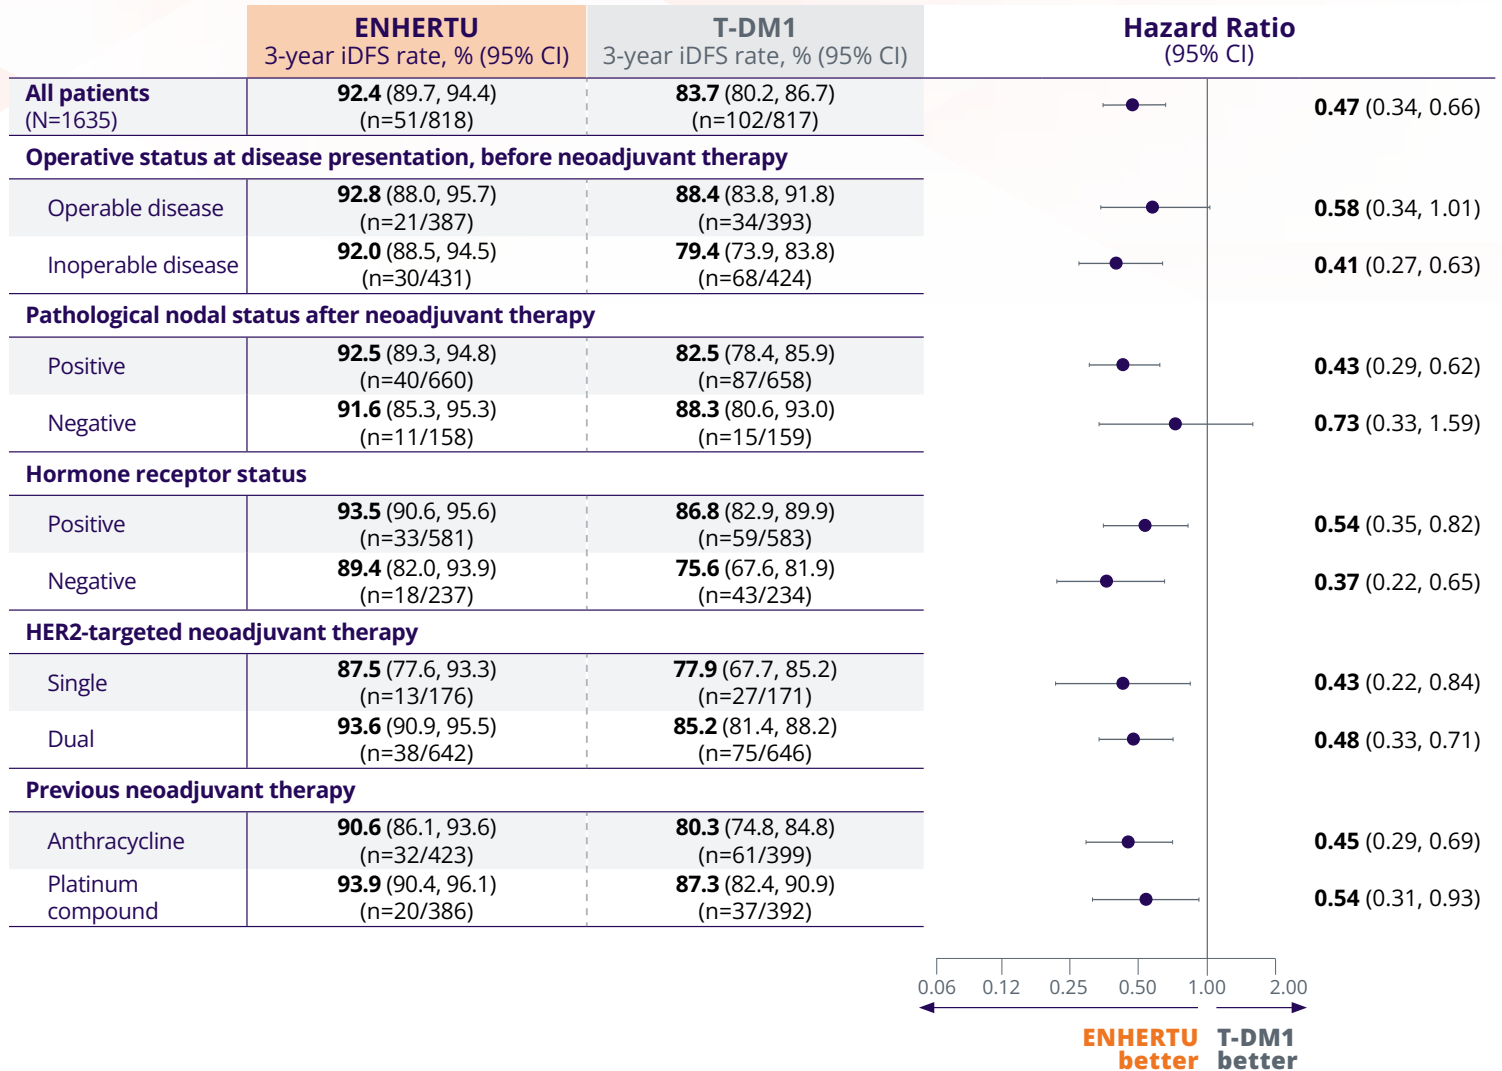 ENHERTU
3-year iDFS rate, % (95% CI)
T-DM1
3-year iDFS rate, % (95% CI)
Hazard Ratio
(95% CI)
All patients
(N=1635)
92.4 (89.7, 94.4)
(n=51/818)
83.7 (80.2, 86.7)
(n=102/817)
0.47 (0.34, 0.66)
Operative status at disease presentation, before neoadjuvant therapy
Operable disease
92.8 (88.0, 95.7)
(n=21/387)
88.4 (83.8, 91.8)
(n=34/393)
0.58 (0.34, 1.01)
Inoperable disease
92.0 (88.5, 94.5)
(n=30/431)
79.4 (73.9, 83.8)
(n=68/424)
0.41 (0.27, 0.63)
Pathological nodal status after neoadjuvant therapy
Positive
92.5 (89.3, 94.8)
(n=40/660)
82.5 (78.4, 85.9)
(n=87/658)
0.43 (0.29, 0.62)
Negative
91.6 (85.3, 95.3)
(n=11/158)
88.3 (80.6, 93.0)
(n=15/159)
0.73 (0.33, 1.59)
Hormone receptor status
Positive
93.5 (90.6, 95.6)
(n=33/581)
86.8 (82.9, 89.9)
(n=59/583)
0.54 (0.35, 0.82)
Negative
89.4 (82.0, 93.9)
(n=18/237)
75.6 (67.6, 81.9)
(n=43/234)
0.37 (0.22, 0.65)
HER2-targeted neoadjuvant therapy
Single
87.5 (77.6, 93.3)
(n=13/176)
77.9 (67.7, 85.2)
(n=27/171)
0.43 (0.22, 0.84)
Dual
93.6 (90.9, 95.5)
(n=38/642)
85.2 (81.4, 88.2)
(n=75/646)
0.48 (0.33, 0.71)
Previous neoadjuvant therapy
Anthracycline
90.6 (86.1, 93.6)
(n=32/423)
80.3 (74.8, 84.8)
(n=61/399)
0.45 (0.29, 0.69)
Platinum
compound
93.9 (90.4, 96.1)
(n=20/386)
87.3 (82.4, 90.9)
(n=37/392)
0.54 (0.31, 0.93)
0.06 0.12 0.25 0.50 1.00 2.00
ENHERTU
better
T-DM1
better